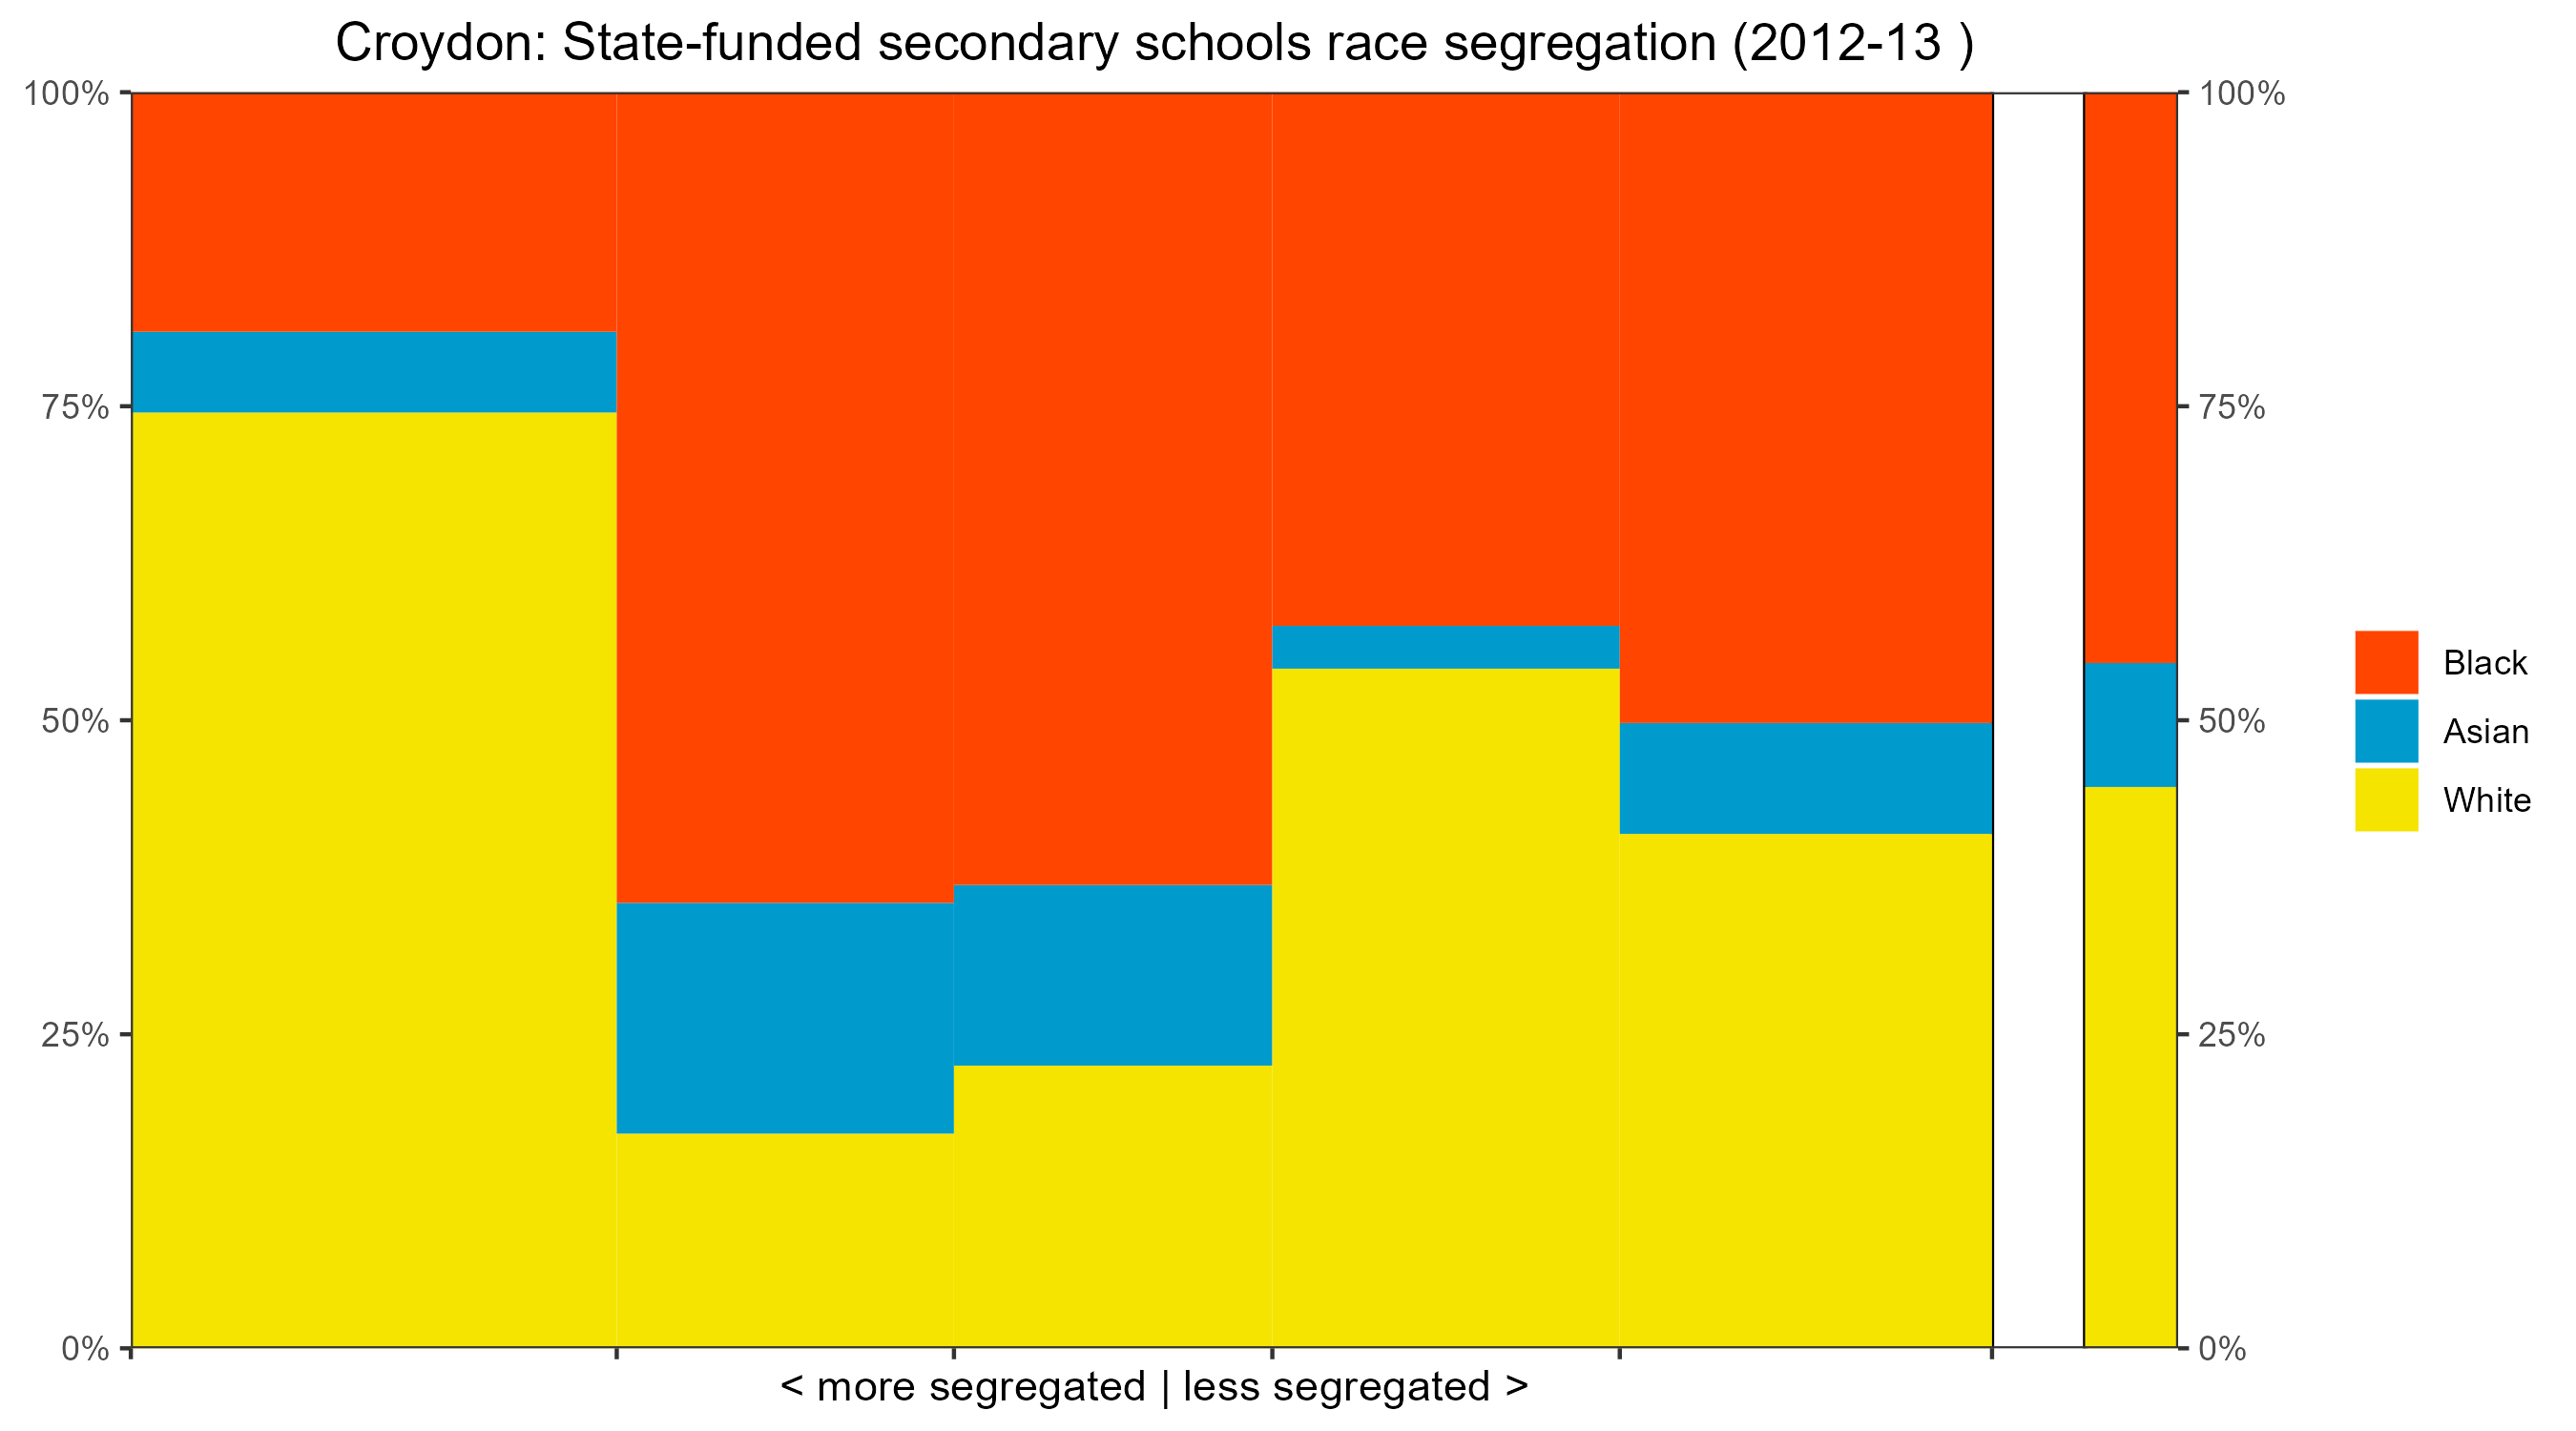 Croydon: State-funded secondary schools race segregation (2012-13 )
100%
75%
50%
25%
0%
100%
75%
50%
25%
0%
< more segregated | less segregated >
Black
Asian
White